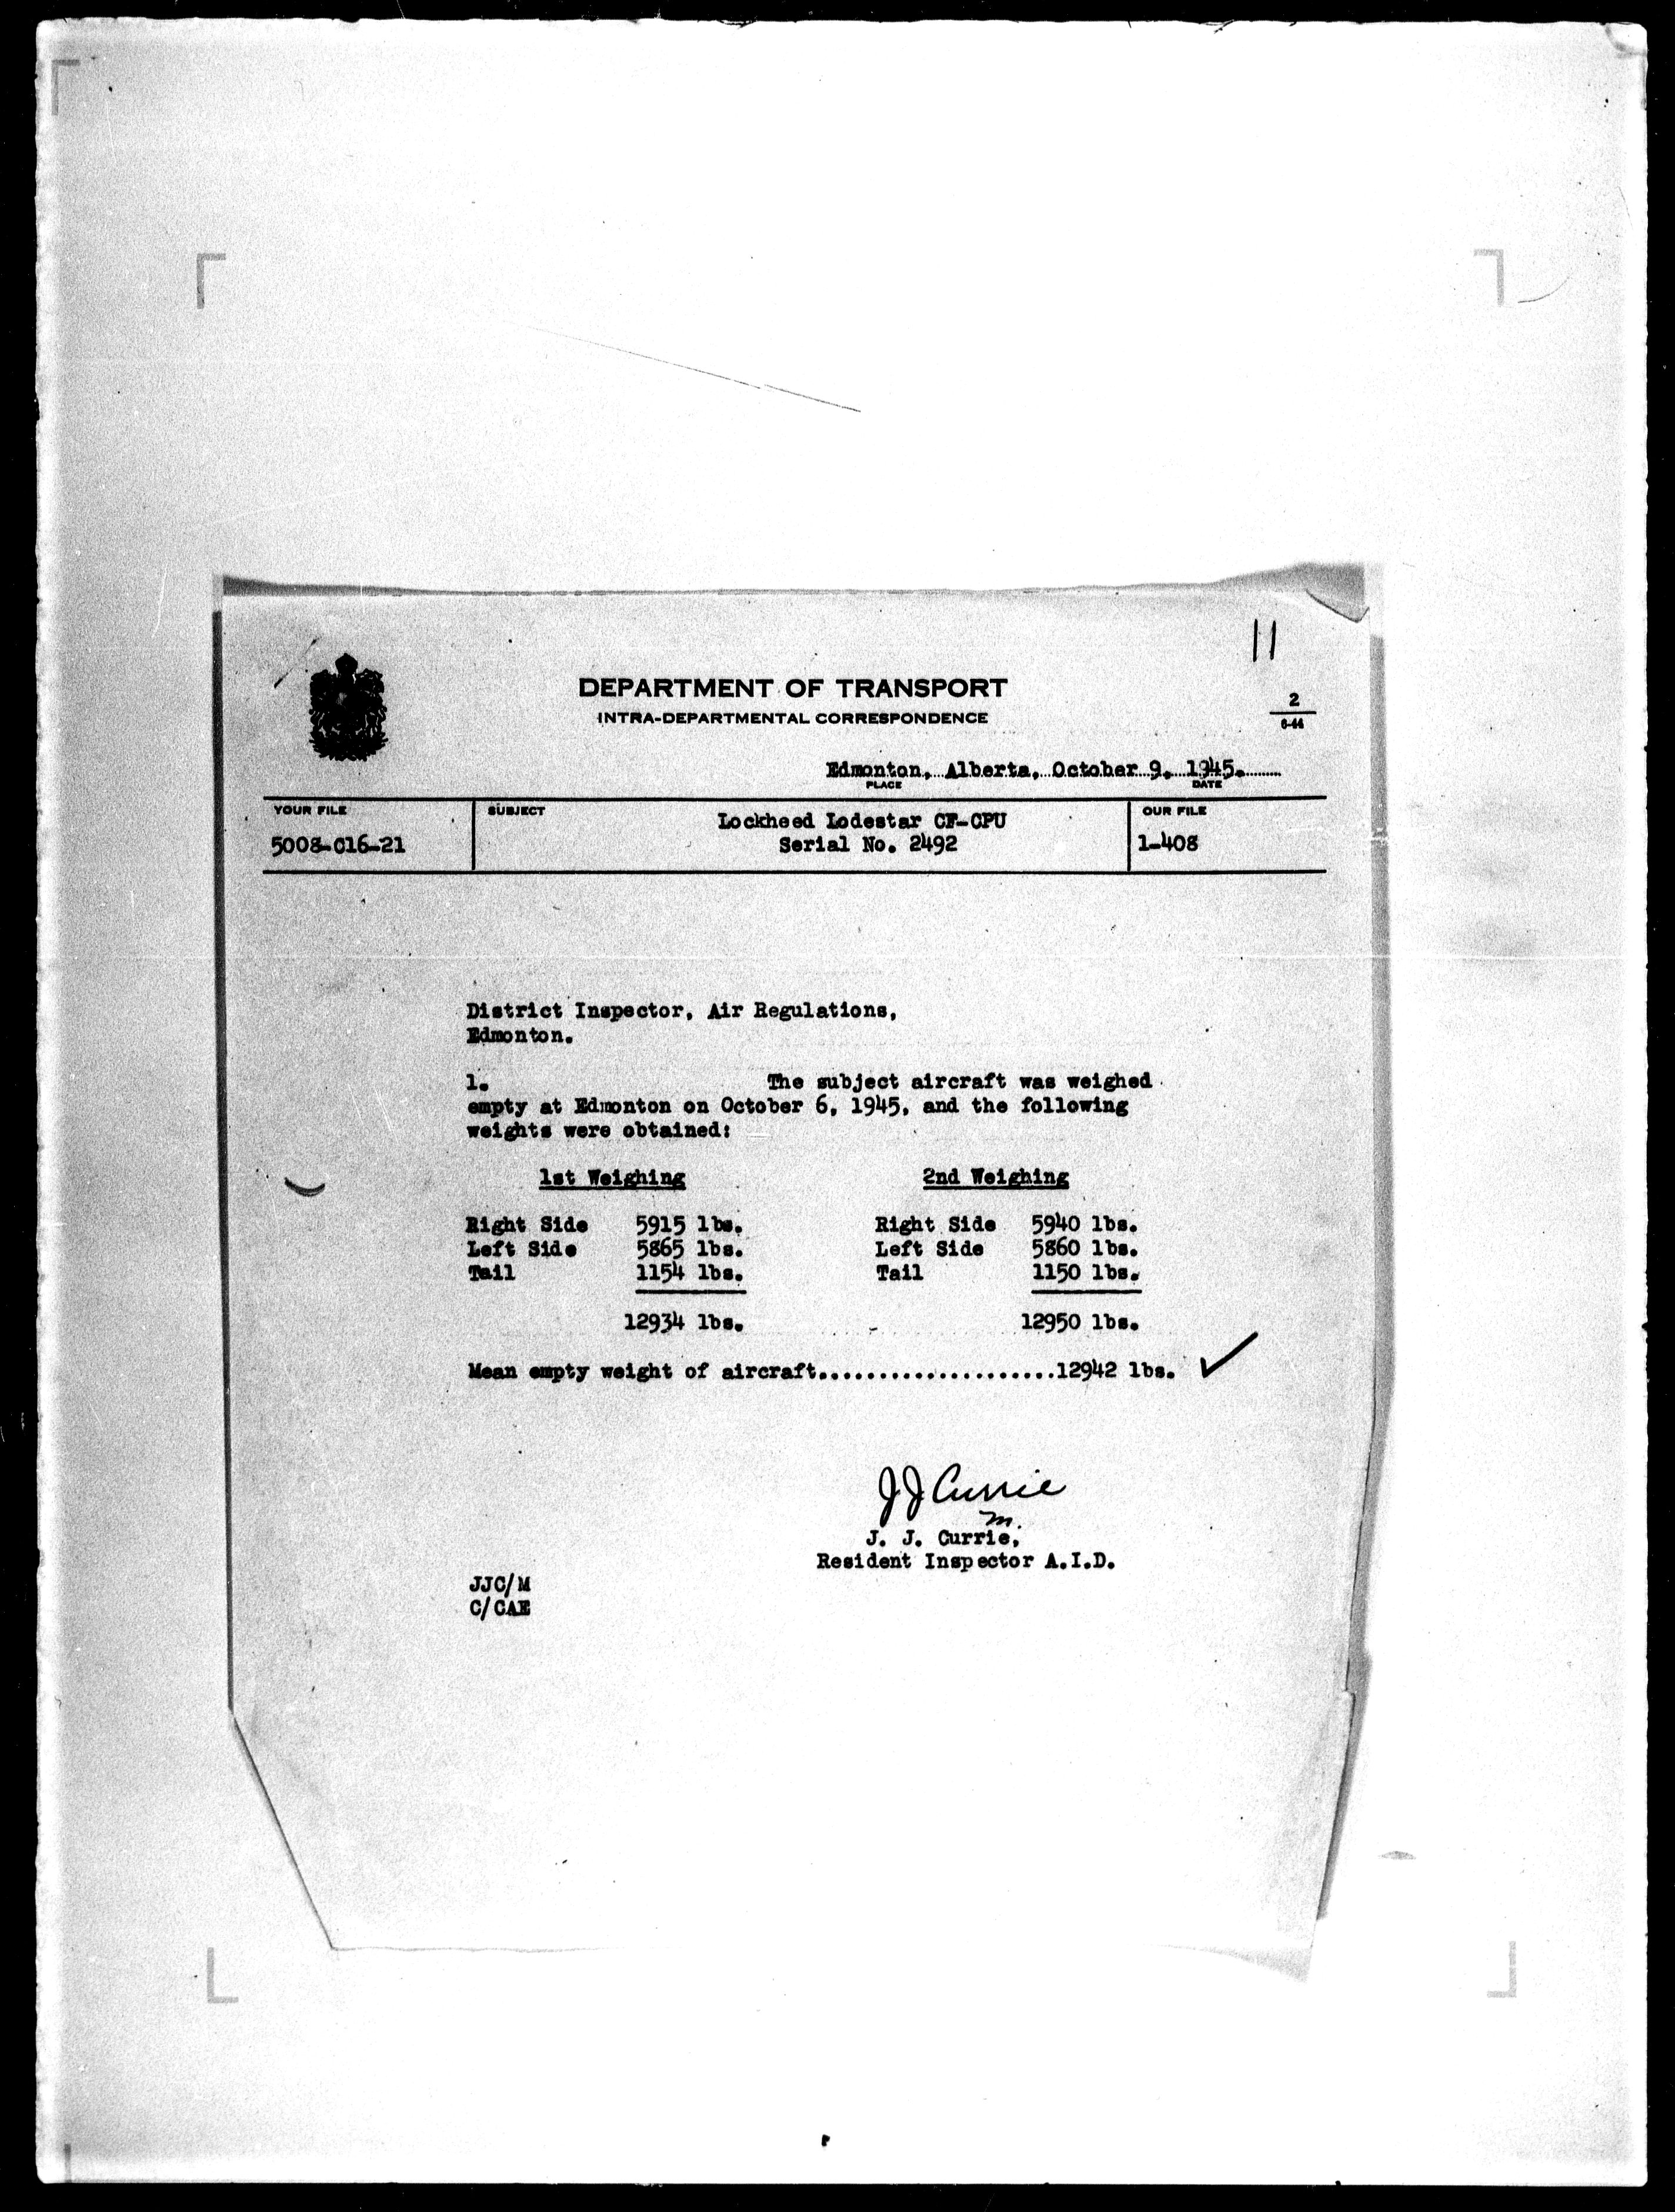 11
DEPARTMENT OF TRANSPORT
INTRA-DEPARTMENTAL CORRESPONDENCE
2
6-44
Edmonton, Alberta, October 9, 1945.
PLACE DATE
YOUR FILE SUBJECT OUR FILE
Lockheed Lodestar CF-CPU
5008-C16-21 Serial No. 2492 1-408
District Inspector, Air Regulations,
Edmonton.
1. The subject aircraft was weighed
empty at Edmonton on October 6, 1945, and the following
weights were obtained:
1st Weighing 2nd Weighing
Right Side 5915 lbs. Right Side 5940 lbs.
Left Side 5865 lbs. Left Side 5860 lbs.
Tail 1154 lbs. Tail 1150 lbs.
12934 lbs. 12950 lbs.
Mean empty weight of aircraft....................12942 lbs. ✓
JJ Currie
m.
J. J. Currie,
Resident Inspector A.I.D.
JJC/M
C/CAE